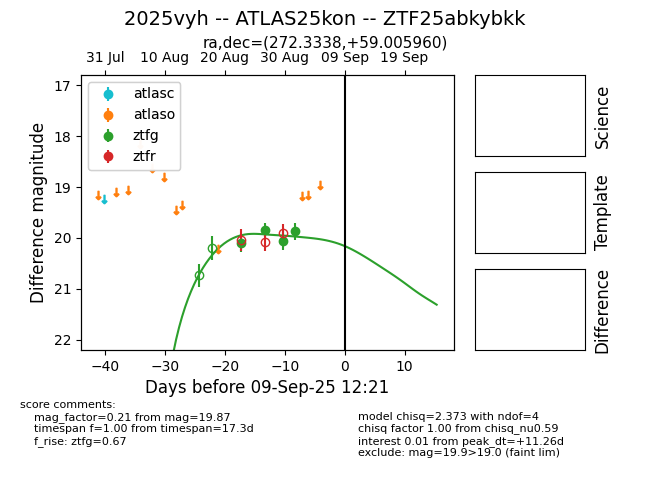 2025vyh -- ATLAS25kon -- ZTF25abkybkk
ra,dec=(272.3338,+59.005960)
31 Jul 10 Aug 20 Aug 30 Aug 09 Sep 19 Sep
atlasc
atlaso
ztfg
ztfr
17
18
19
20
21
22
Difference magnitude
−40 −30 −20 −10 0 10
Days before 09-Sep-25 12:21
Science
Template
Difference
score comments:
mag_factor=0.21 from mag=19.87
timespan f=1.00 from timespan=17.3d
f_rise: ztfg=0.67
model chisq=2.373 with ndof=4
chisq factor 1.00 from chisq_nu0.59
interest 0.01 from peak_dt=+11.26d
exclude: mag=19.9>19.0 (faint lim)